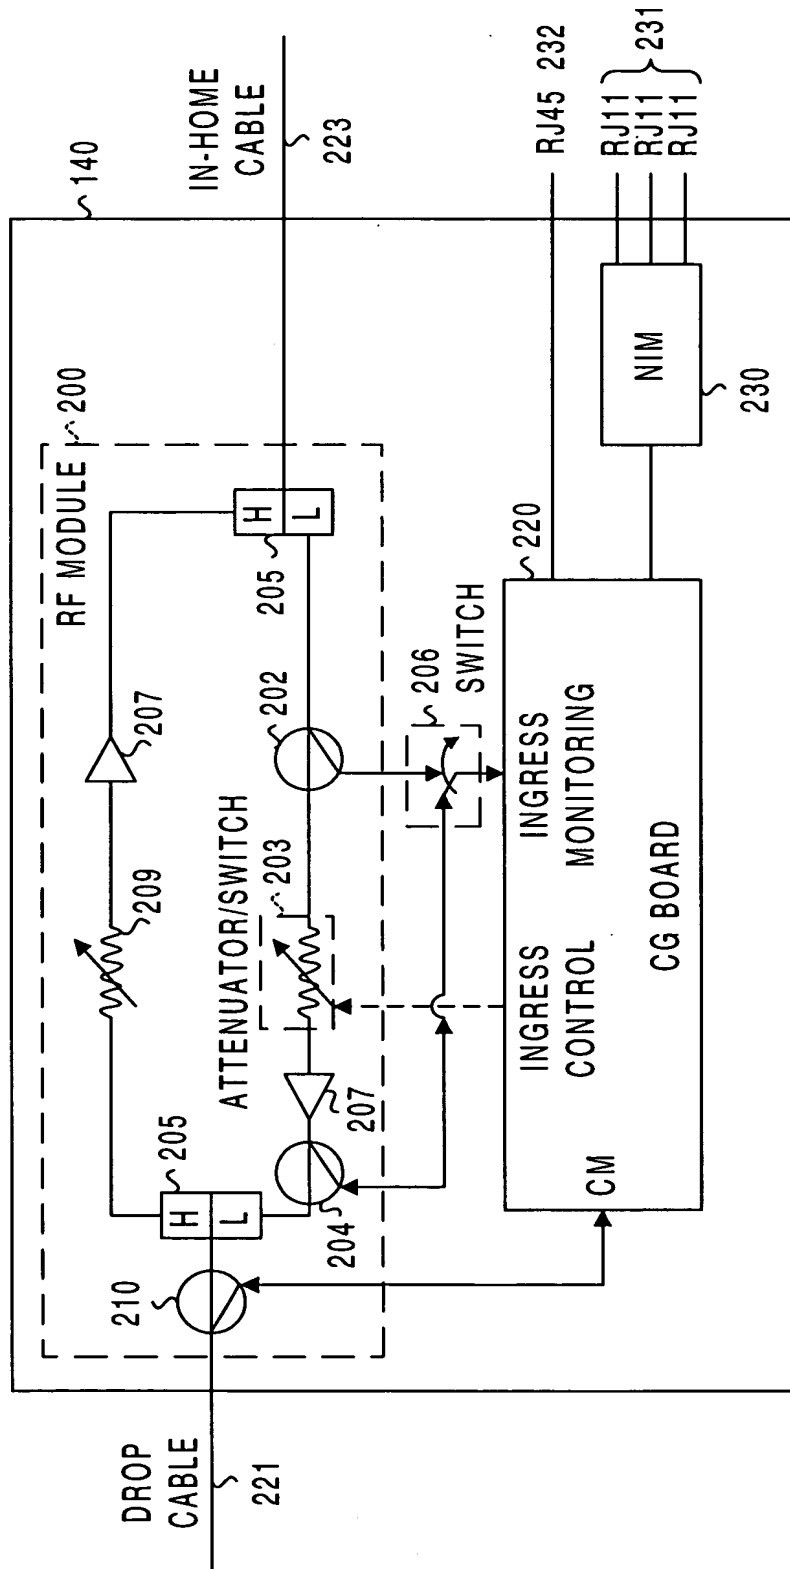 140
RF MODULE 200
209
207
IN-HOME
CABLE
223
205
H
L
DROP
CABLE
221
210
205
H
L
ATTENUATOR/SWITCH
203
202
207
204
206
SWITCH
220
RJ45 232
INGRESS
CONTROL
INGRESS
MONITORING
CM
CG BOARD
NIM
230
RJ11
RJ11
RJ11
231